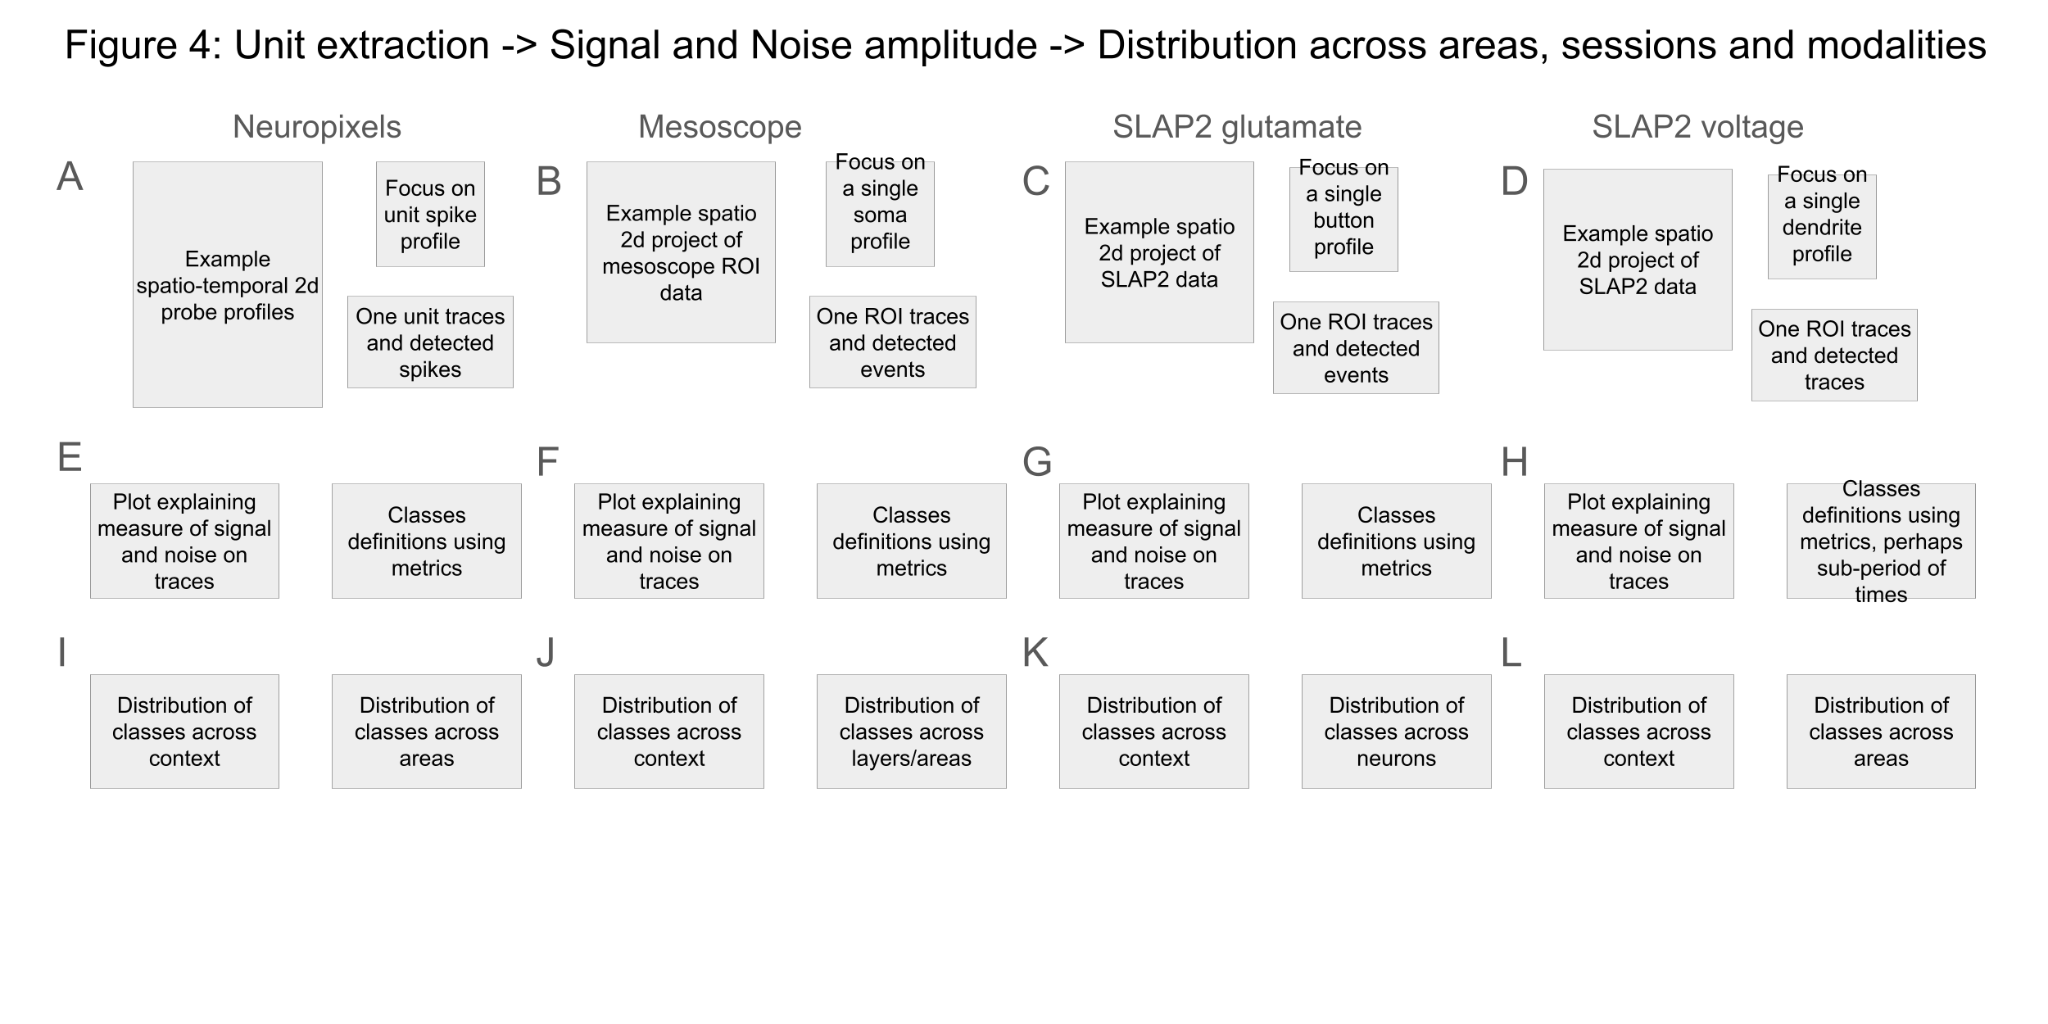 Figure 4: Unit extraction -> Signal and Noise amplitude -> Distribution across areas, sessions and modalities
Neuropixels
Mesoscope
SLAP2 glutamate
SLAP2 voltage
A
Example
spatio-temporal 2d
probe profiles
Focus on
unit spike
profile
One unit traces
and detected
spikes
B
Example spatio
2d project of
mesoscope ROI
data
Focus on
a single
soma
profile
One ROI traces
and detected
events
C
Example spatio
2d project of
SLAP2 data
Focus on
a single
button
profile
One ROI traces
and detected
events
D
Example spatio
2d project of
SLAP2 data
Focus on
a single
dendrite
profile
One ROI traces
and detected
traces
E
Plot explaining
measure of signal
and noise on
traces
Classes
definitions using
metrics
F
Plot explaining
measure of signal
and noise on
traces
Classes
definitions using
metrics
G
Plot explaining
measure of signal
and noise on
traces
Classes
definitions using
metrics
H
Plot explaining
measure of signal
and noise on
traces
Classes
definitions using
metrics, perhaps
sub-period of
times
I
Distribution of
classes across
context
Distribution of
classes across
areas
J
Distribution of
classes across
context
Distribution of
classes across
layers/areas
K
Distribution of
classes across
context
Distribution of
classes across
neurons
L
Distribution of
classes across
context
Distribution of
classes across
areas